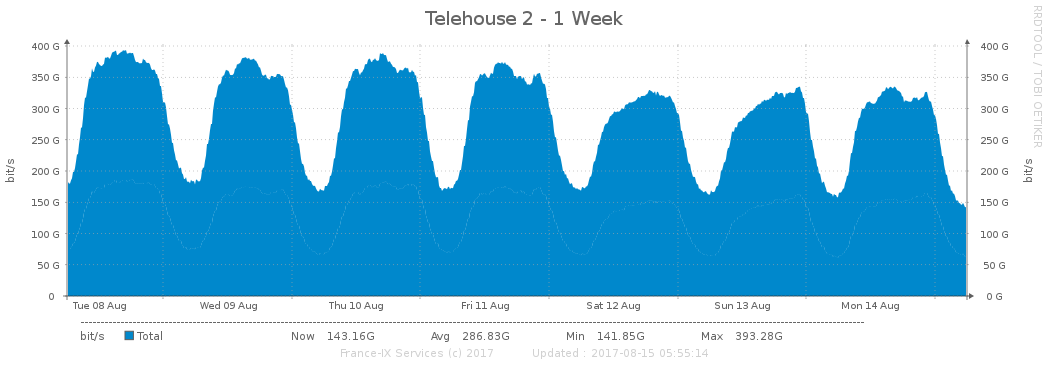 Telehouse 2 - 1 Week
RRDTOOL / TOBI OETIKER
400 G
350 G
300 G
250 G
200 G
150 G
100 G
50 G
0
bit/s
400 G
350 G
300 G
250 G
200 G
150 G
100 G
50 G
0 G
bit/s
Tue 08 Aug Wed 09 Aug Thu 10 Aug Fri 11 Aug Sat 12 Aug Sun 13 Aug Mon 14 Aug
bit/s Total Now 143.16G Avg 286.83G Min 141.85G Max 393.28G
France-IX Services (c) 2017 Updated : 2017-08-15 05:55:14